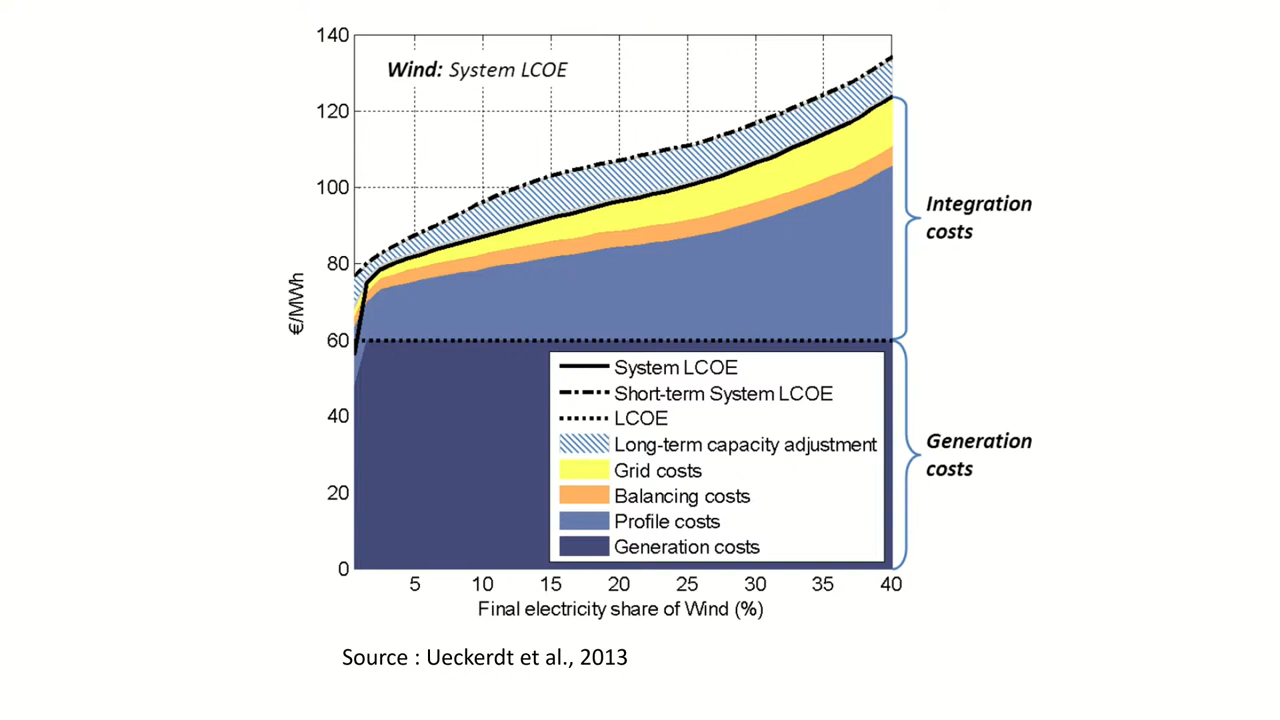 Wind: System LCOE
140
120
100
80
60
40
20
0
€/MWh
5 10 15 20 25 30 35 40
Final electricity share of Wind (%)
System LCOE
Short-term System LCOE
LCOE
Long-term capacity adjustment
Grid costs
Balancing costs
Profile costs
Generation costs
Integration
costs
Generation
costs
Source : Ueckerdt et al., 2013